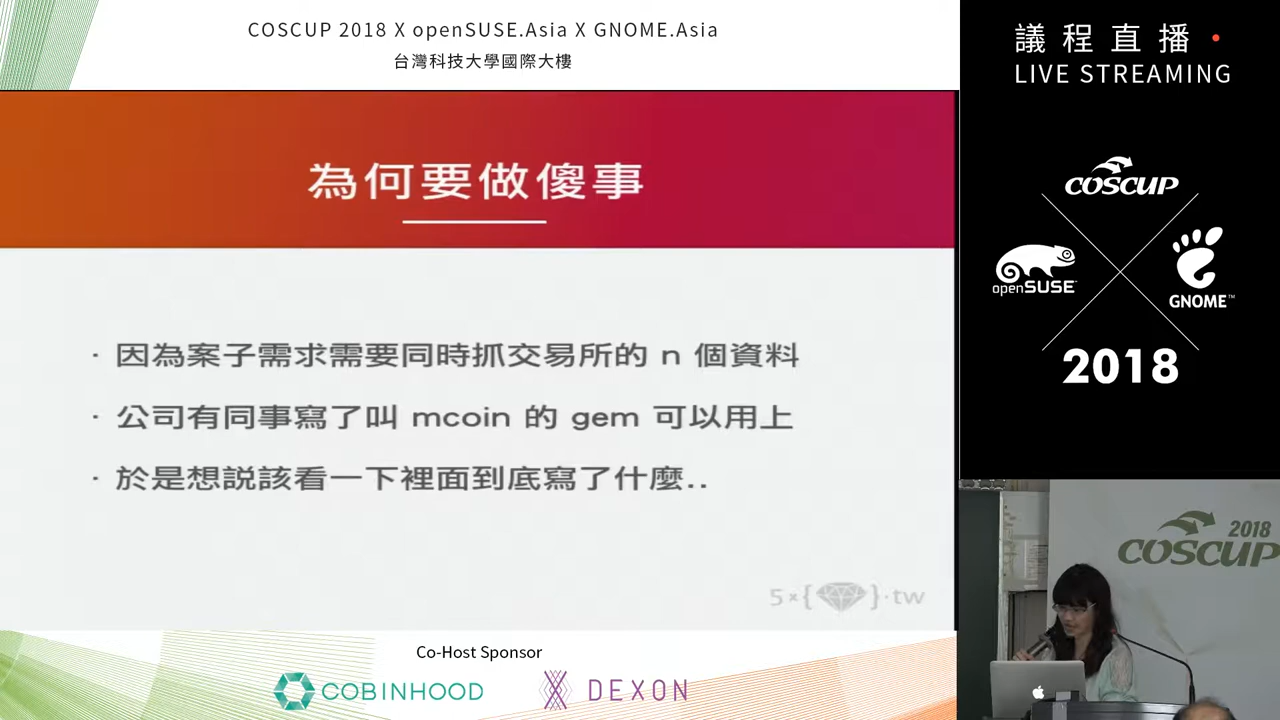 COSCUP 2018 X openSUSE.Asia X GNOME.Asia
台灣科技大學國際大樓
議程直播
LIVE STREAMING
為何要做傻事
· 因為案子需求需要同時抓交易所的 n 個資料
· 公司有同事寫了叫 mcoin 的 gem 可以用上
· 於是想説該看一下裡面到底寫了什麼..
5×{ }·tw
COSCUP
openSUSE
GNOME™
2018
2018
COSCUP
Co-Host Sponsor
COBINHOOD
DEXON